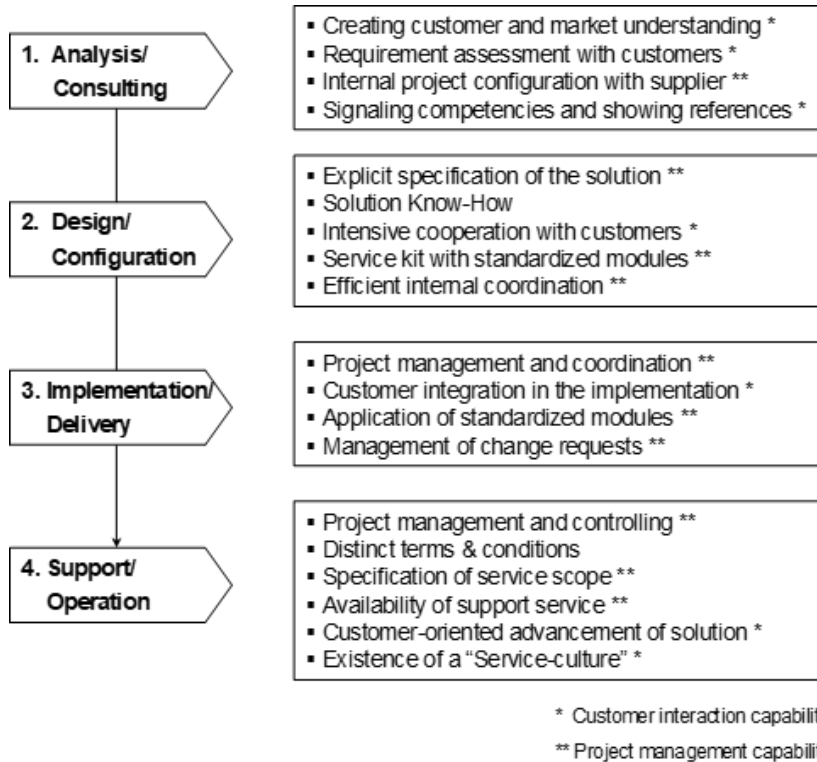 1. Analysis/
Consulting
▪ Creating customer and market understanding *
▪ Requirement assessment with customers *
▪ Internal project configuration with supplier **
▪ Signaling competencies and showing references *
2. Design/
Configuration
▪ Explicit specification of the solution **
▪ Solution Know-How
▪ Intensive cooperation with customers *
▪ Service kit with standardized modules **
▪ Efficient internal coordination **
3. Implementation/
Delivery
▪ Project management and coordination **
▪ Customer integration in the implementation *
▪ Application of standardized modules **
▪ Management of change requests **
4. Support/
Operation
▪ Project management and controlling **
▪ Distinct terms & conditions
▪ Specification of service scope **
▪ Availability of support service **
▪ Customer-oriented advancement of solution *
▪ Existence of a “Service-culture” *
* Customer interaction capabilit
** Project management capabilit